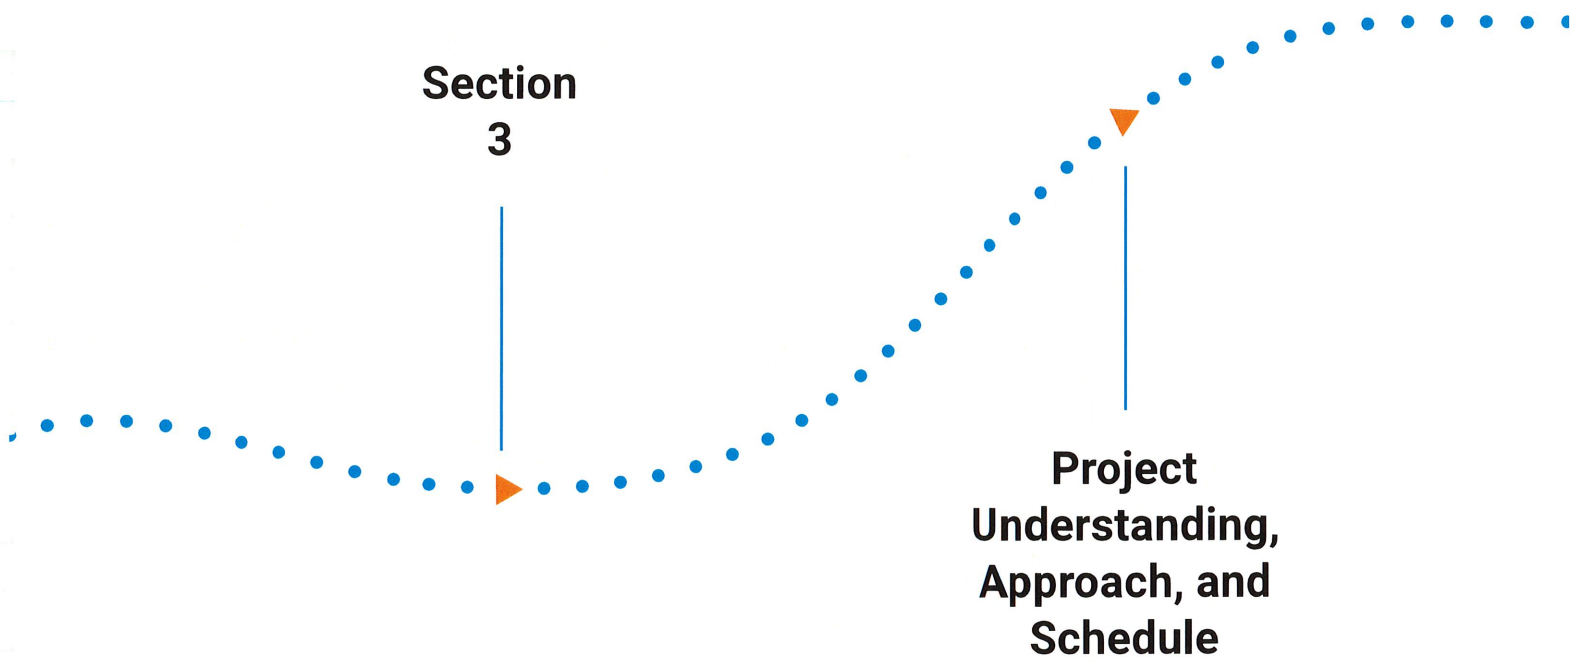 Section
3
Project
Understanding,
Approach, and
Schedule